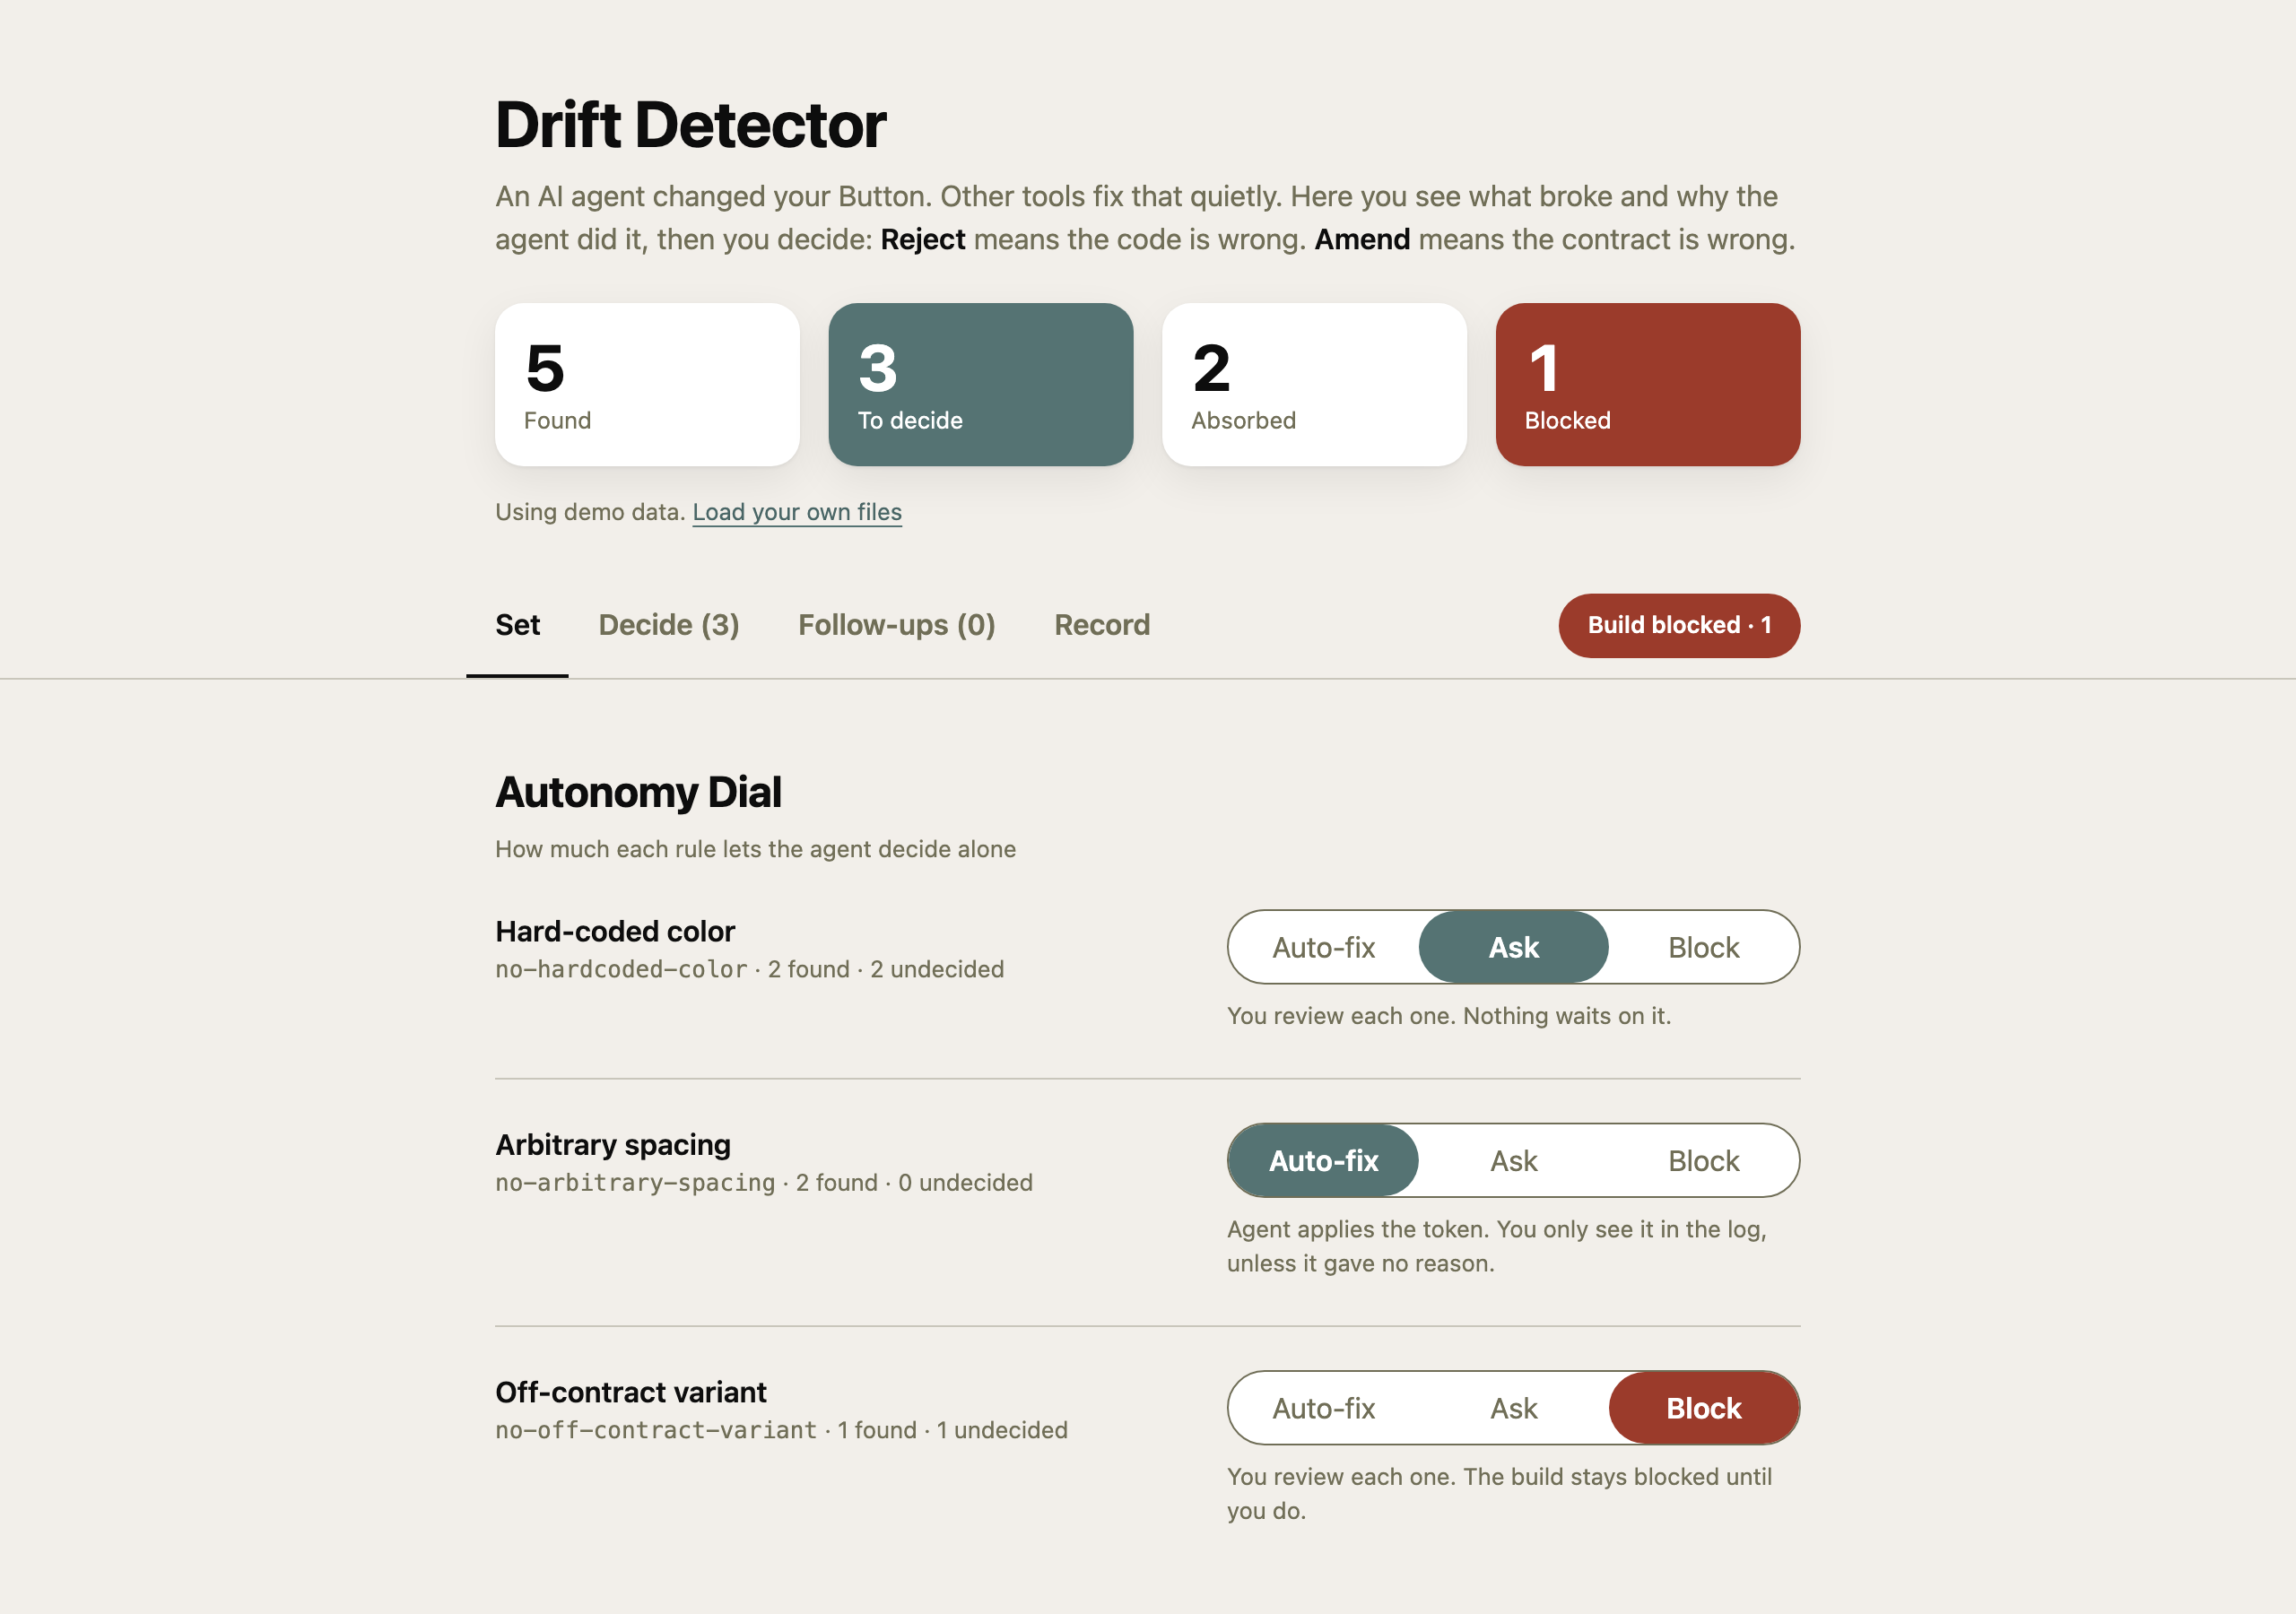 Drift Detector
An AI agent changed your Button. Other tools fix that quietly. Here you see what broke and why the
agent did it, then you decide: Reject means the code is wrong. Amend means the contract is wrong.
5
Found
3
To decide
2
Absorbed
1
Blocked
Using demo data. Load your own files
Set
Decide (3)
Follow-ups (0)
Record
Build blocked · 1
Autonomy Dial
How much each rule lets the agent decide alone
Hard-coded color
no-hardcoded-color · 2 found · 2 undecided
Auto-fix
Ask
Block
You review each one. Nothing waits on it.
Arbitrary spacing
no-arbitrary-spacing · 2 found · 0 undecided
Auto-fix
Ask
Block
Agent applies the token. You only see it in the log,
unless it gave no reason.
Off-contract variant
no-off-contract-variant · 1 found · 1 undecided
Auto-fix
Ask
Block
You review each one. The build stays blocked until
you do.